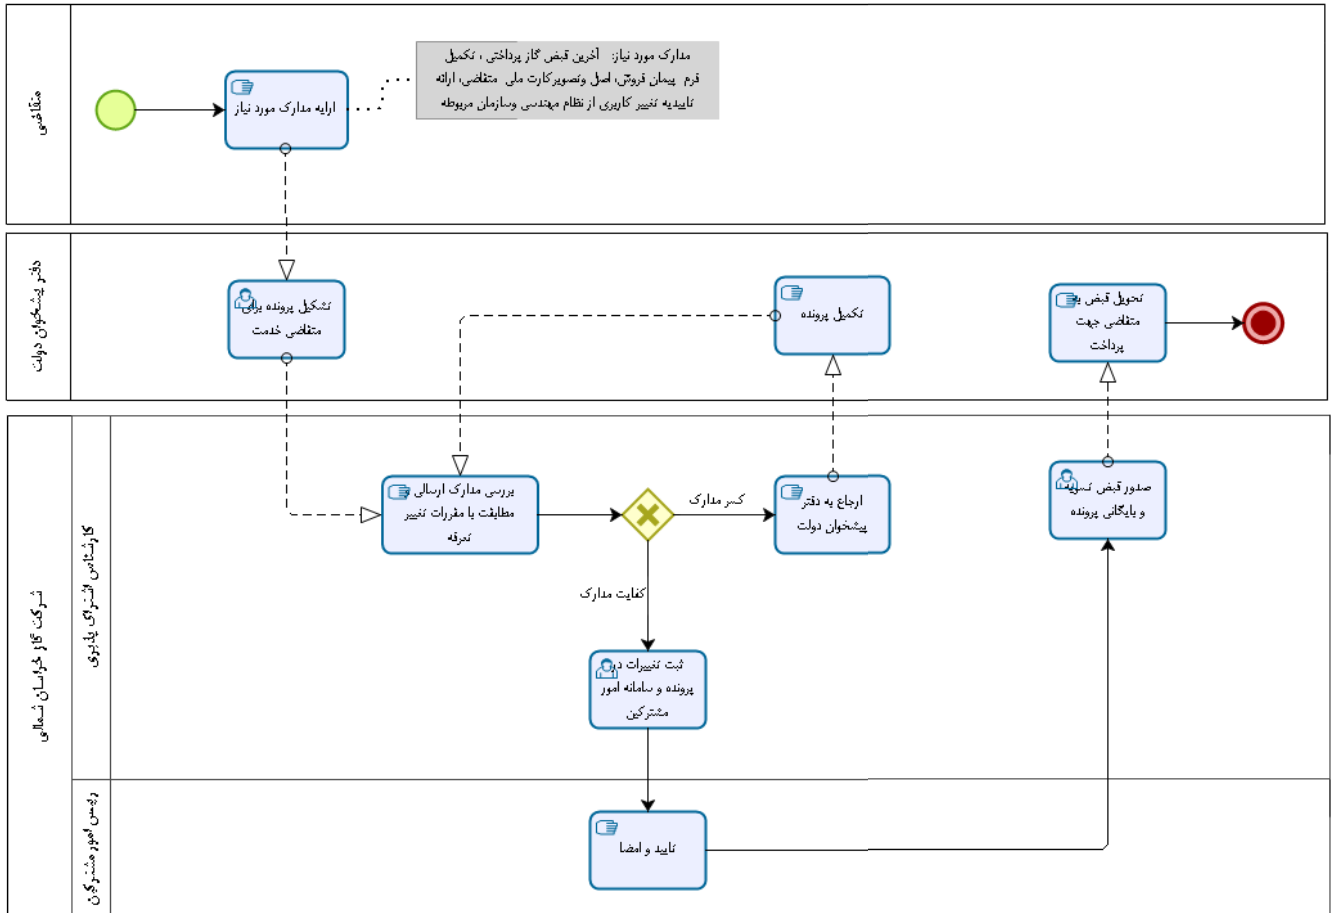 متقاضی
ارایه مدارک مورد نیاز
مدارک مورد نیاز: آخرین قبض گاز پرداختی ، تکمیل
فرم پیمان فروش، اصل وتصویر کارت ملی متقاضی، ارائه
تاییدیه تغییر کاربری از نظام مهندسی وسازمان مربوطه
دفتر پیشخوان دولت
تشکیل پرونده برای
متقاضی خدمت
تکمیل پرونده
تحویل قبض به
متقاضی جهت
پرداخت
شرکت گاز خراسان شمالی
کارشناس اشتراک پذیری
بررسی مدارک ارسالی و
مطابقت با مقررات تغییر
تعرفه
کسر مدارک
ارجاع به دفتر
پیشخوان دولت
صدور قبض تسویه
و بایگانی پرونده
کفایت مدارک
ثبت تغییرات در
پرونده و سامانه امور
مشترکین
رییس امور مشترکین
تایید و امضا